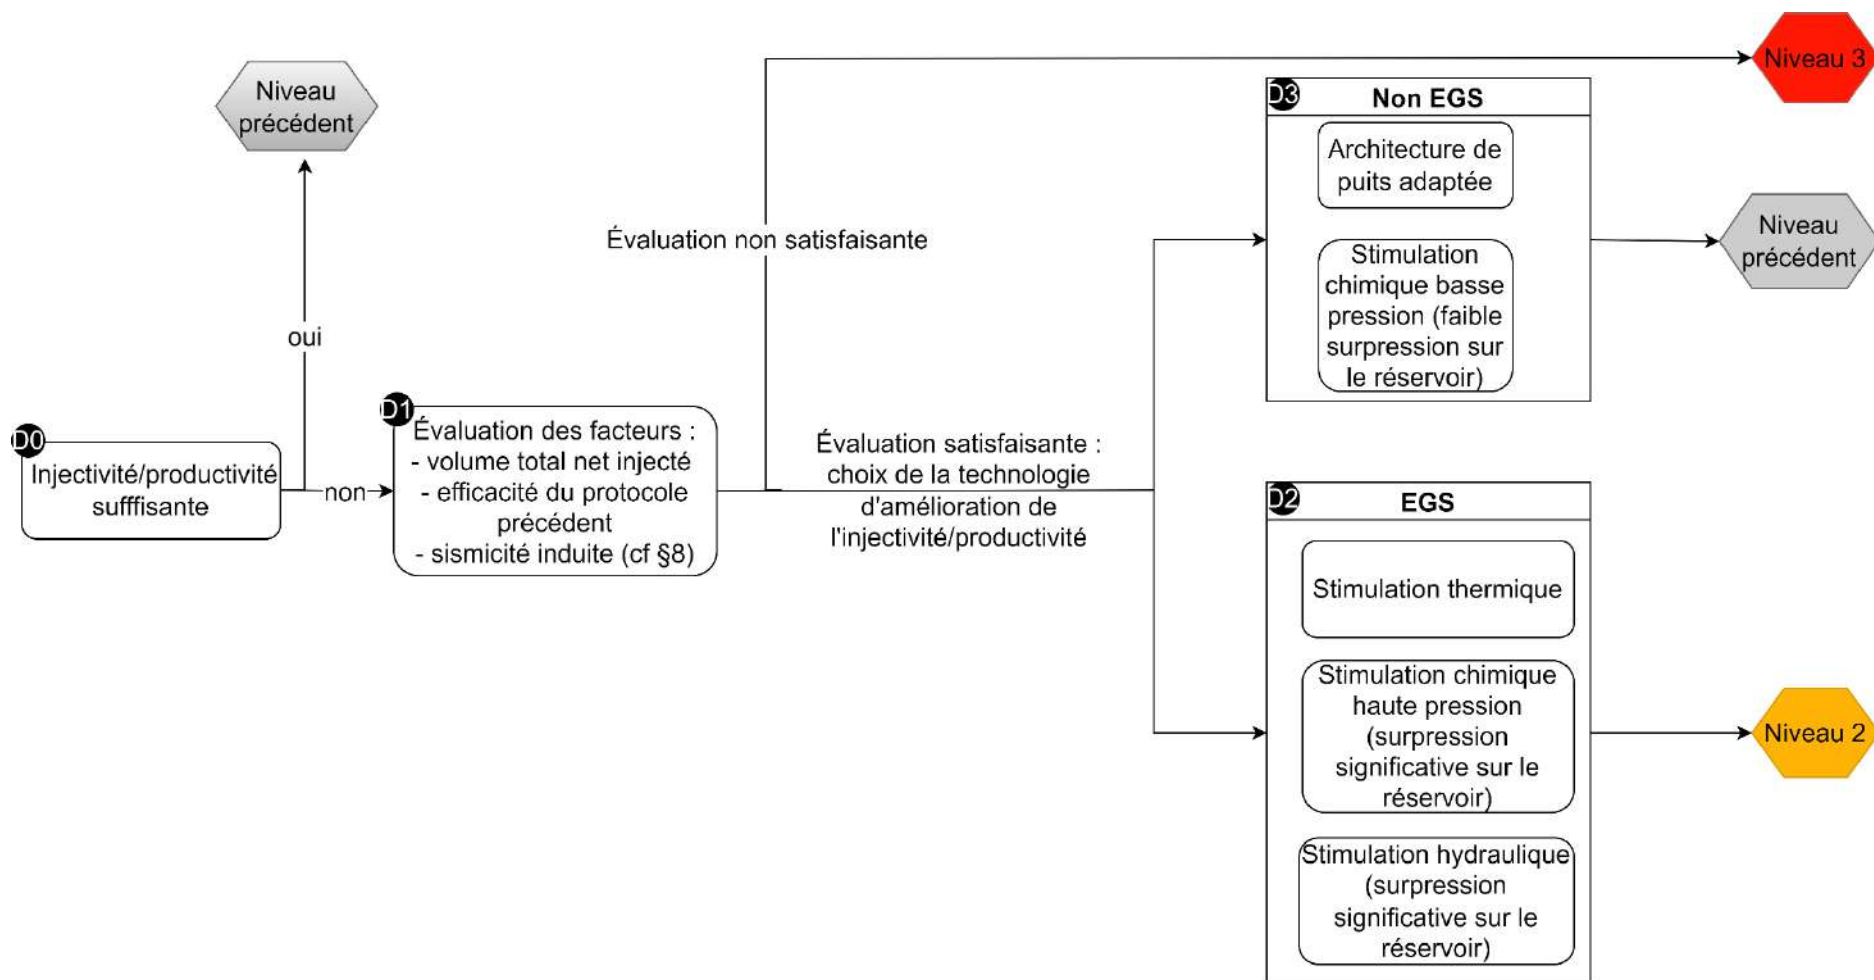 Niveau 3
Niveau
précédent
D3
Non EGS
Architecture de
puits adaptée
Évaluation non satisfaisante
Niveau
précédent
Stimulation
chimique basse
pression (faible
surpression sur
le réservoir)
oui
D0
Injectivité/productivité
sufffisante
non
D1
Évaluation des facteurs :
- volume total net injecté
- efficacité du protocole
précédent
- sismicité induite (cf §8)
Évaluation satisfaisante :
choix de la technologie
d'amélioration de
l'injectivité/productivité
D2
EGS
Stimulation thermique
Stimulation chimique
haute pression
(surpression
significative sur le
réservoir)
Niveau 2
Stimulation hydraulique
(surpression
significative sur le
réservoir)